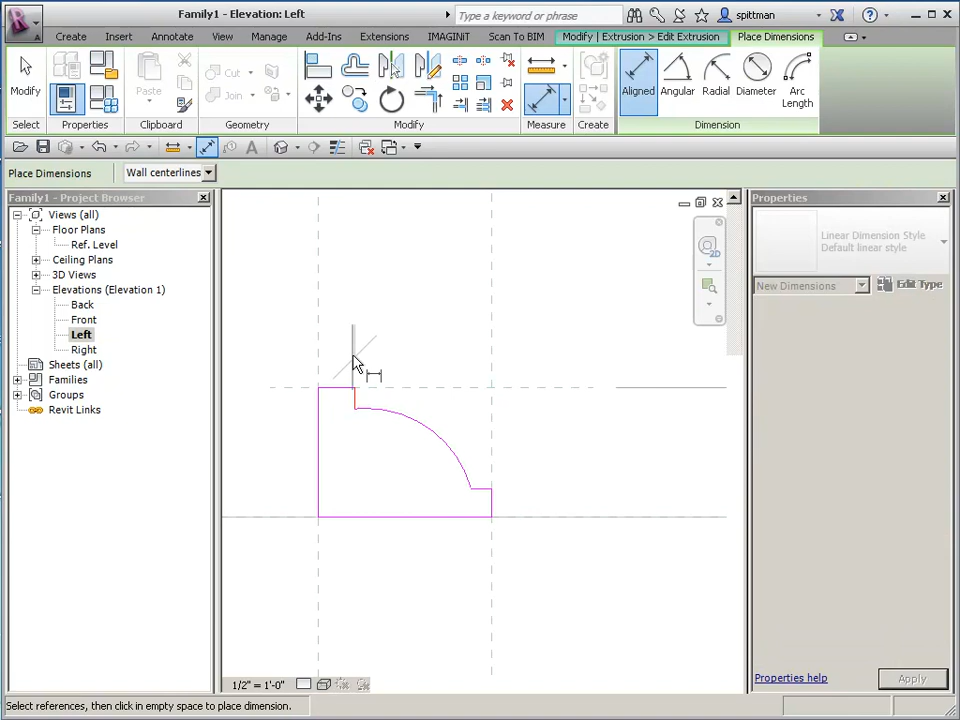 Family1 - Elevation: Left
Type a keyword or phrase
spittman
Create Insert Annotate View Manage Add-Ins Extensions IMAGINiT Scan To BIM Modify | Extrusion > Edit Extrusion Place Dimensions
Modify
Paste
Cut
Join
Aligned Angular Radial Diameter Arc Length
Select Properties Clipboard Geometry Modify Measure Create Dimension
Place Dimensions Wall centerlines
Family1 - Project Browser
Views (all)
Floor Plans
Ref. Level
Ceiling Plans
3D Views
Elevations (Elevation 1)
Back
Front
Left
Right
Sheets (all)
Families
Groups
Revit Links
2D
Properties
Linear Dimension Style
Default linear style
New Dimensions Edit Type
Properties help Apply
1/2" = 1'-0"
Select references, then click in empty space to place dimension.